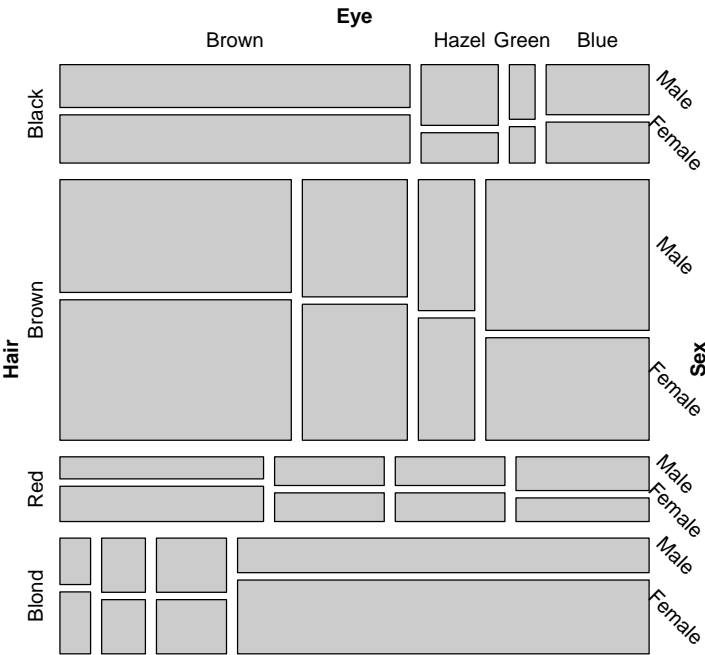 Eye
Brown Hazel Green Blue
Black
Male
Female
Brown
Male
Female
Hair
Sex
Red
Male
Female
Blond
Male
Female